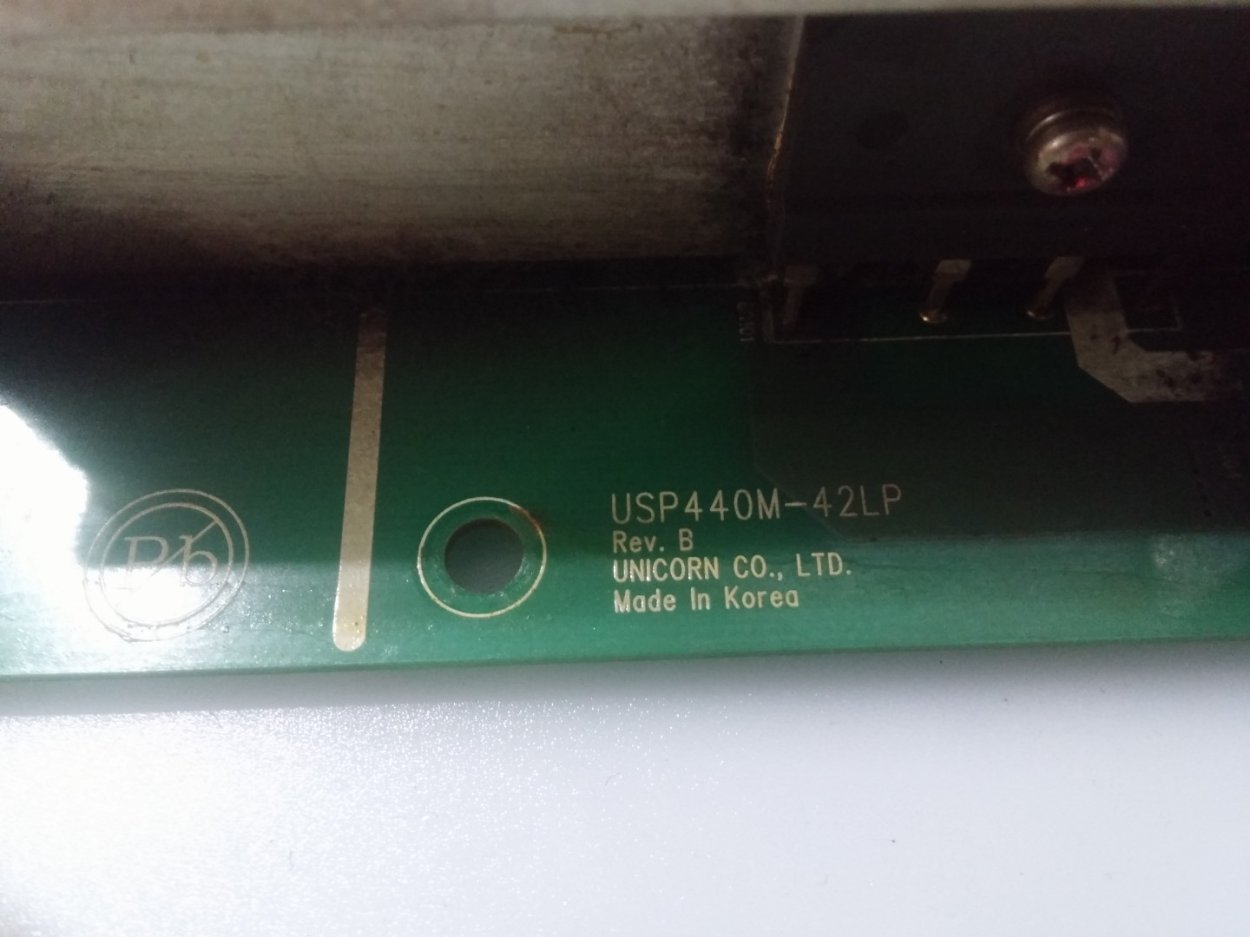 Pb
USP440M-42LP
Rev. B
UNICORN CO., LTD.
Made In Korea